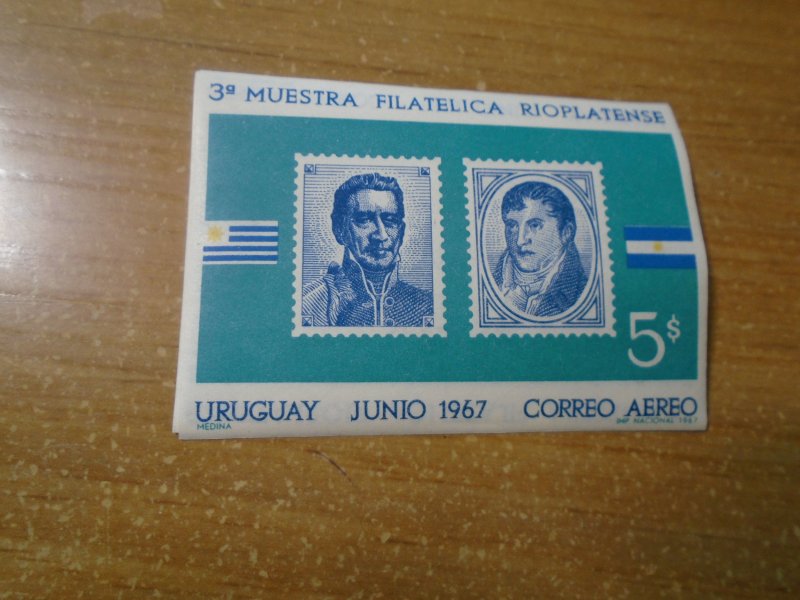 3ª MUESTRA FILATELICA RIOPLATENSE
5$
URUGUAY JUNIO 1967 CORREO AEREO
MEDINA IMP NACIONAL 1967